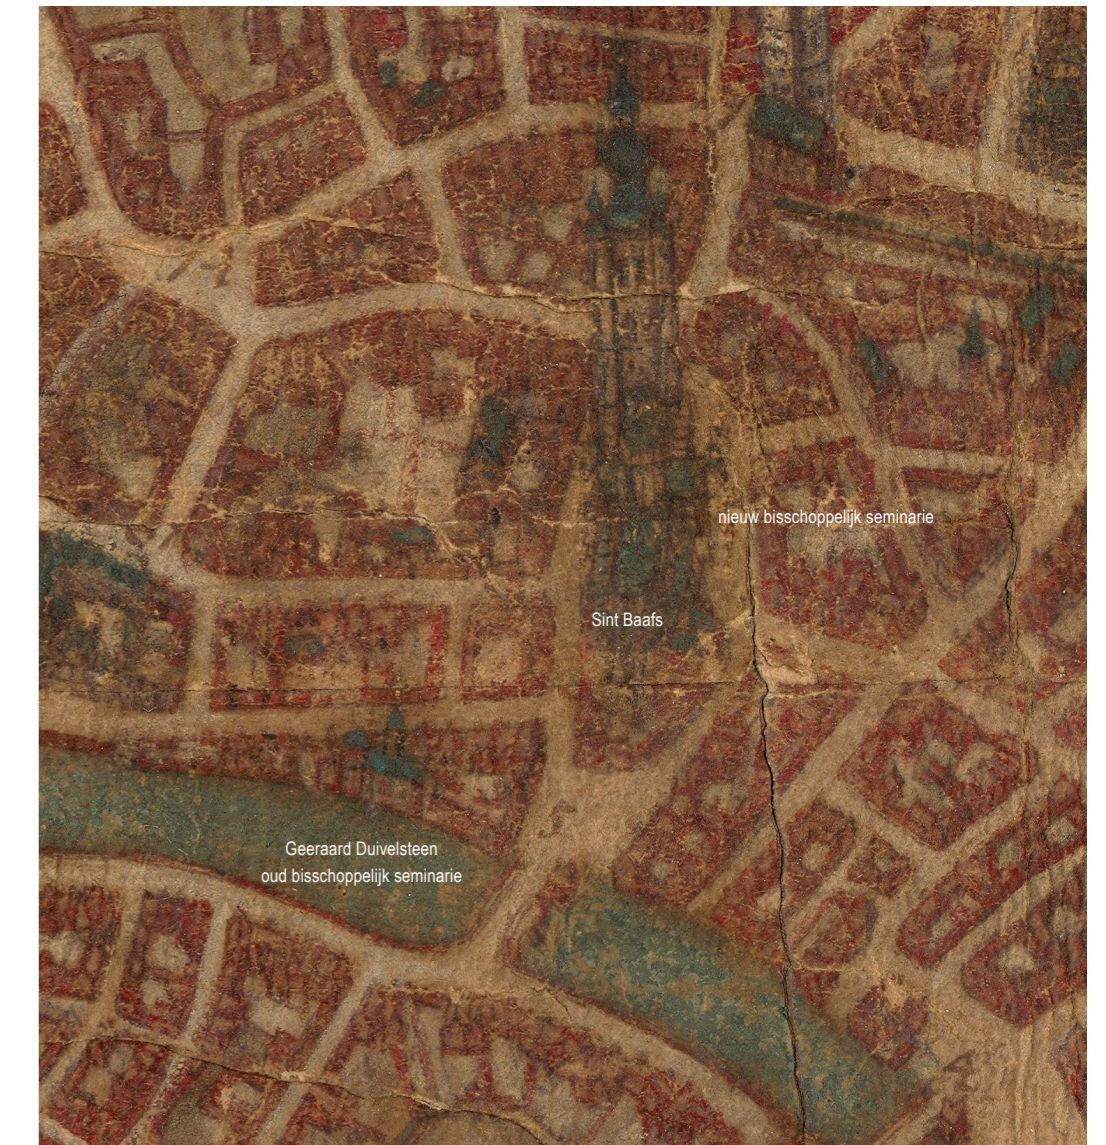 nieuw bisschoppelijk seminarie
Sint Baafs
Geeraard Duivelsteen
oud bisschoppelijk seminarie